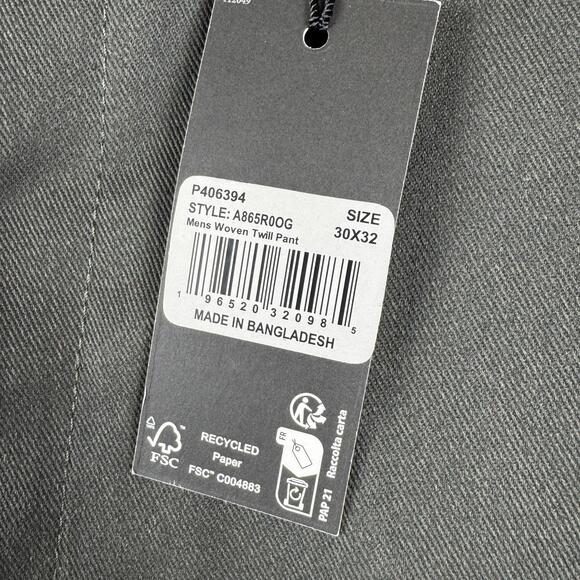 P406394
STYLE: A865R0OG
Mens Woven Twill Pant
SIZE
30X32
1 96520 32098 5
MADE IN BANGLADESH
FSC
RECYCLED
Paper
FSC™ C004883
FR
PAP 21
Raccolta carta